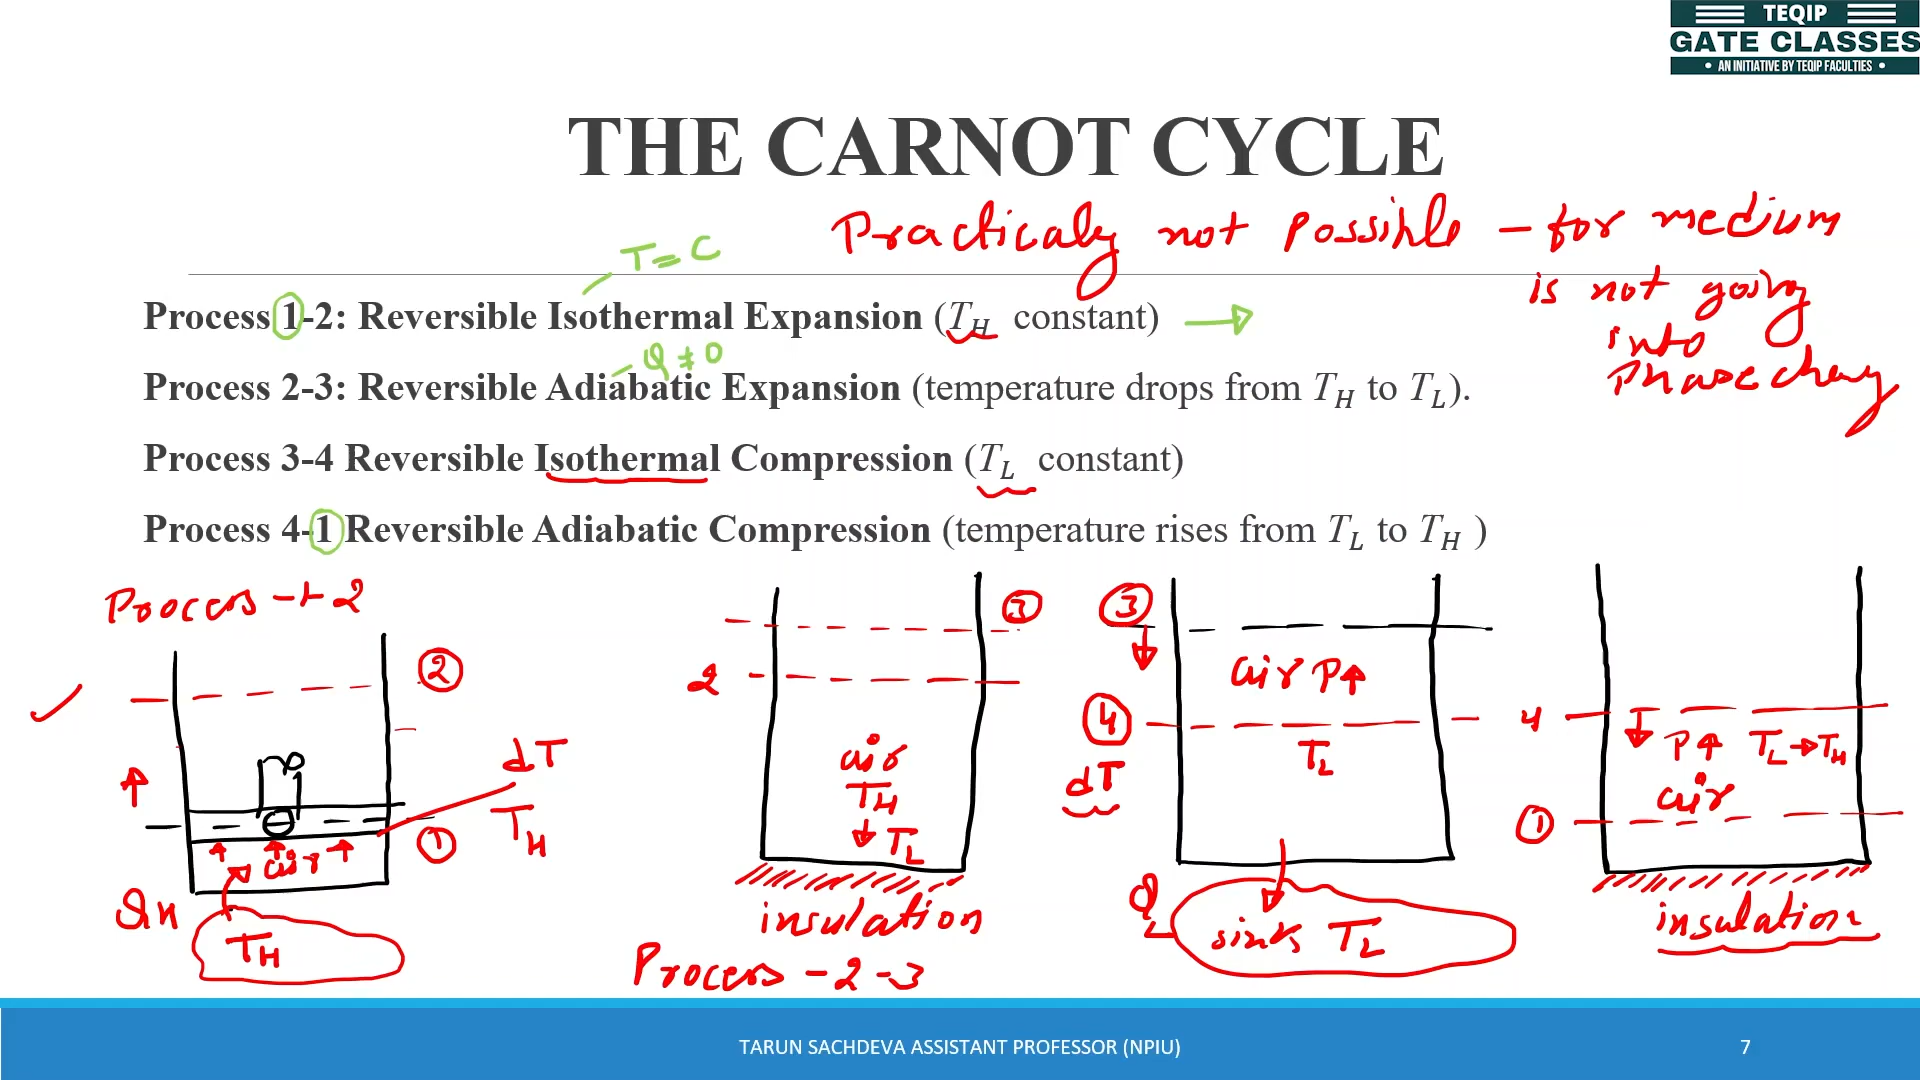 TEQIP
GATE CLASSES
• AN INITIATIVE BY TEQIP FACULTIES •
THE CARNOT CYCLE
Practicaly not possible - for medium
is not going
into
T = C
Process 1-2: Reversible Isothermal Expansion (T_H constant)
Q ≠ 0
Process 2-3: Reversible Adiabatic Expansion (temperature drops from T_H to T_L).
Process 3-4 Reversible Isothermal Compression (T_L constant)
Process 4-1 Reversible Adiabatic Compression (temperature rises from T_L to T_H )
Process - 1-2
2
dT
T_H
1
air
Q_H
T_H
3
2
air
T_H
↓ T_L
insulation
Process - 2-3
3
air P↑
4
T_L
dT
Q_L
sink T_L
4
P↑ T_L → T_H
air
1
insulation
TARUN SACHDEVA ASSISTANT PROFESSOR (NPIU)
7